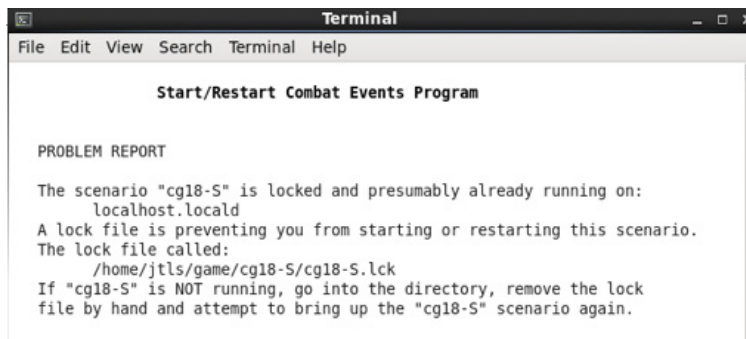 Terminal
File Edit View Search Terminal Help
Start/Restart Combat Events Program
PROBLEM REPORT
The scenario "cg18-S" is locked and presumably already running on:
localhost.locald
A lock file is preventing you from starting or restarting this scenario.
The lock file called:
/home/jtls/game/cg18-S/cg18-S.lck
If "cg18-S" is NOT running, go into the directory, remove the lock
file by hand and attempt to bring up the "cg18-S" scenario again.